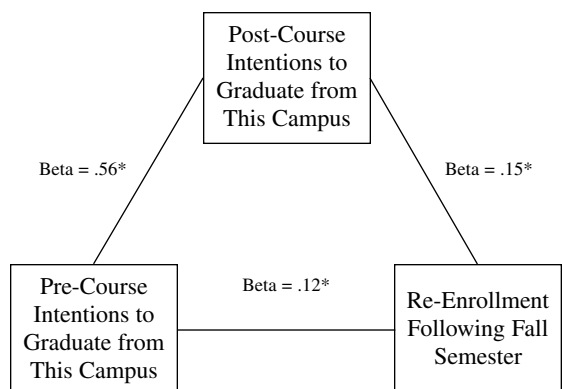 Post-Course
Intentions to
Graduate from
This Campus
Beta = .56*
Beta = .15*
Beta = .12*
Pre-Course
Intentions to
Graduate from
This Campus
Re-Enrollment
Following Fall
Semester